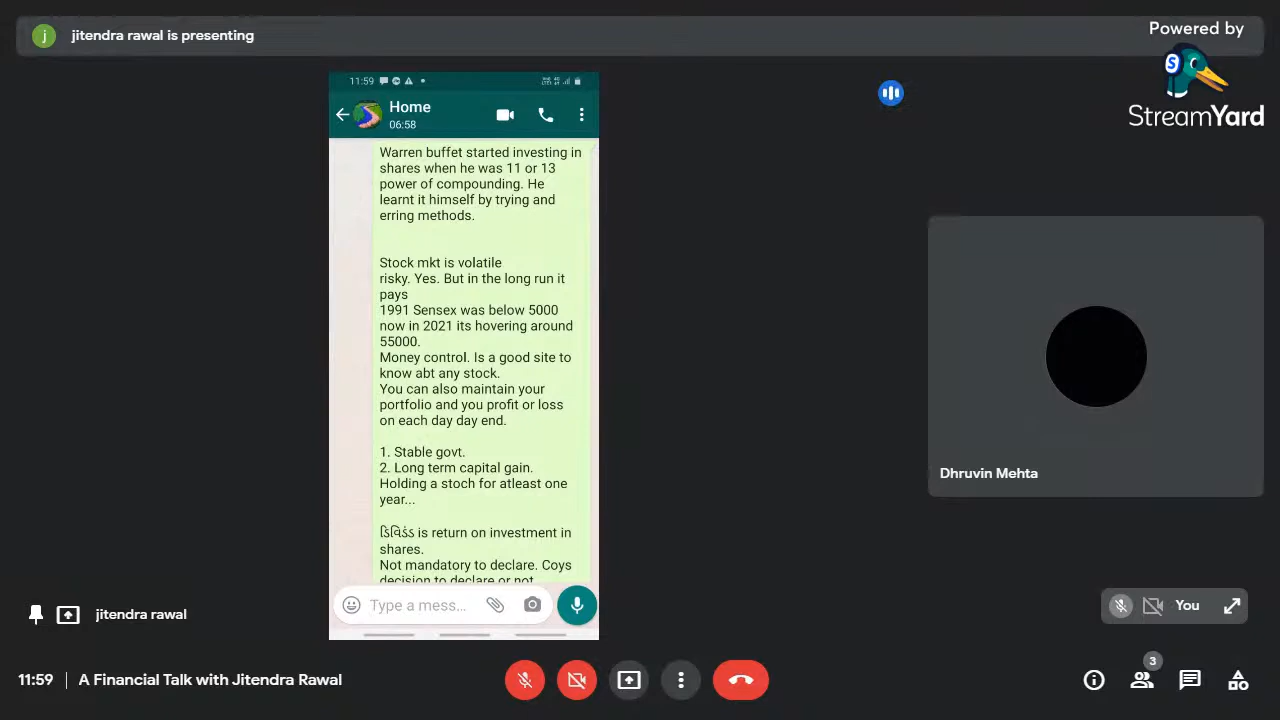 j
jitendra rawal is presenting
Powered by
StreamYard
11:59
Home
06:58
Warren buffet started investing in
shares when he was 11 or 13
power of compounding. He
learnt it himself by trying and
erring methods.
Stock mkt is volatile
risky. Yes. But in the long run it
pays
1991 Sensex was below 5000
now in 2021 its hovering around
55000.
Money control. Is a good site to
know abt any stock.
You can also maintain your
portfolio and you profit or loss
on each day day end.
1. Stable govt.
2. Long term capital gain.
Holding a stoch for atleast one
year...
is return on investment in
shares.
Not mandatory to declare. Coys
decision to declare or not
Type a mess...
Dhruvin Mehta
jitendra rawal
You
11:59 | A Financial Talk with Jitendra Rawal
3